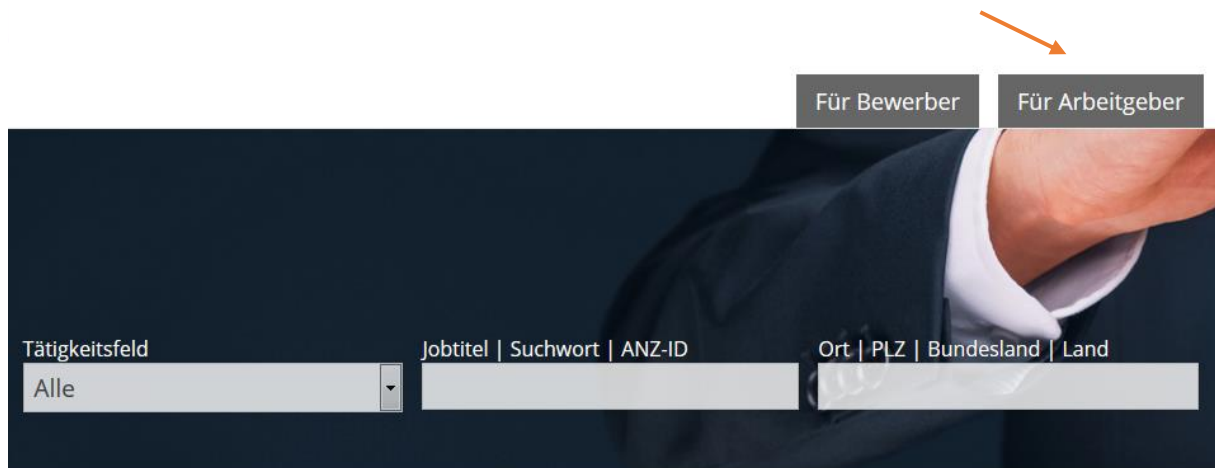 Für Bewerber Für Arbeitgeber
Tätigkeitsfeld Jobtitel | Suchwort | ANZ-ID Ort | PLZ | Bundesland | Land
Alle